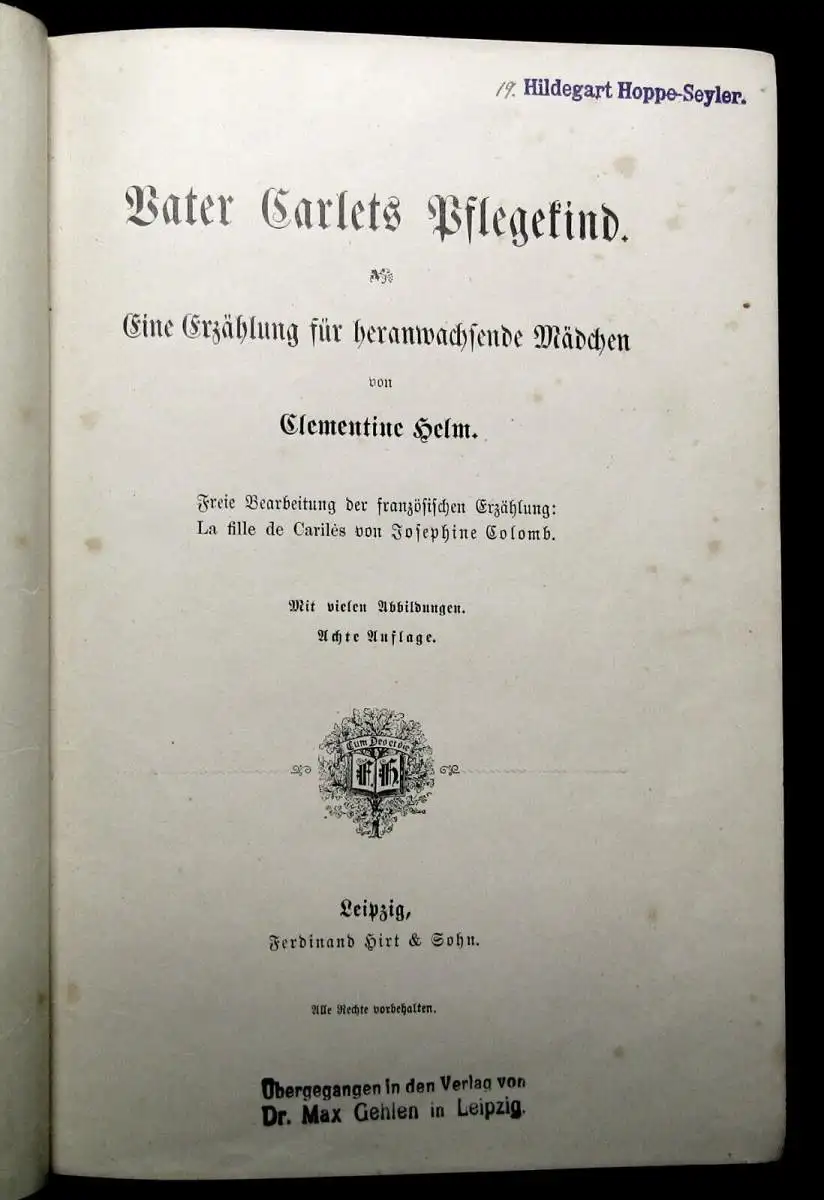 19. Hildegart Hoppe-Seyler.
Vater Carlets Pflegekind.
Eine Erzählung für heranwachsende Mädchen
von
Clementine Helm.
Freie Bearbeitung der französischen Erzählung:
La fille de Carilès von Josephine Colomb.
Mit vielen Abbildungen.
Achte Auflage.
Cum Deo et die
F. H.
Leipzig,
Ferdinand Hirt & Sohn.
Alle Rechte vorbehalten.
Übergegangen in den Verlag von
Dr. Max Gehlen in Leipzig.